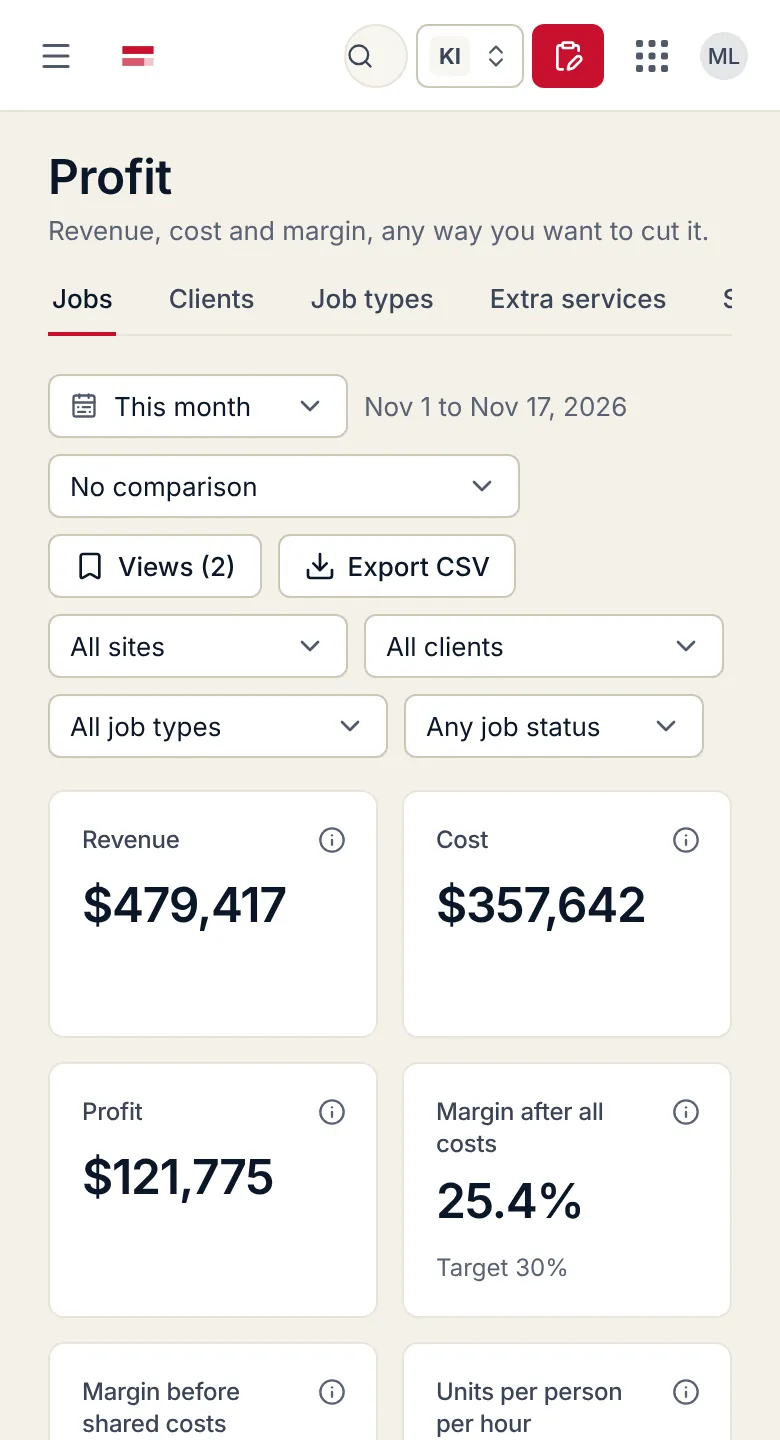 KI
ML
Profit
Revenue, cost and margin, any way you want to cut it.
Jobs Clients Job types Extra services
This month Nov 1 to Nov 17, 2026
No comparison
Views (2) Export CSV
All sites All clients
All job types Any job status
Revenue Cost
$479,417 $357,642
Profit Margin after all costs
$121,775 25.4%
Target 30%
Margin before shared costs Units per person per hour